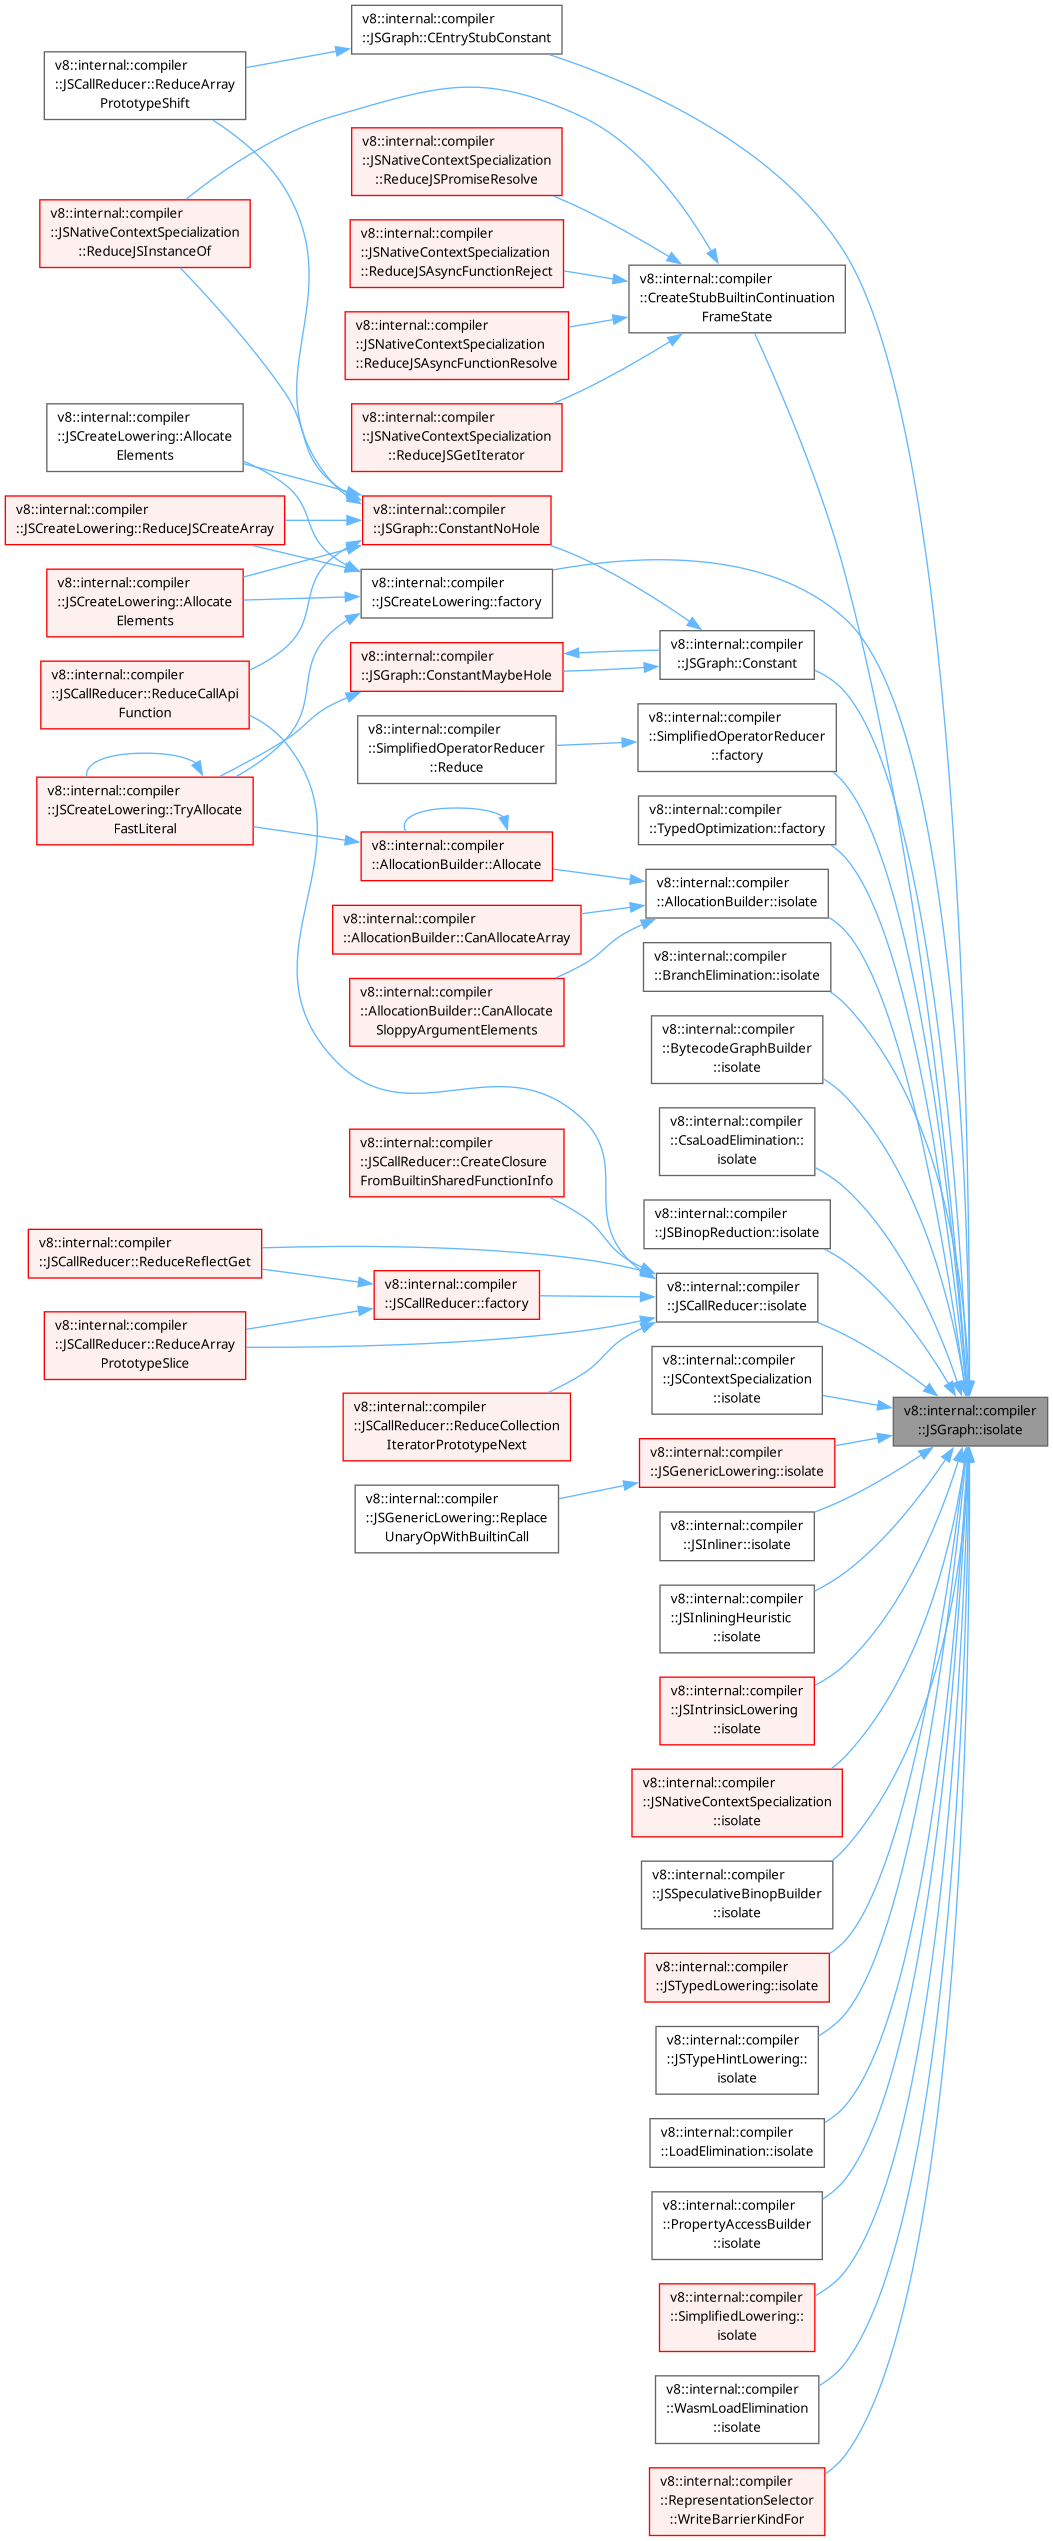 v8::internal::compiler
::JSGraph::CEntryStubConstant
v8::internal::compiler
::JSCallReducer::ReduceArray
PrototypeShift
v8::internal::compiler
::JSNativeContextSpecialization
::ReduceJSPromiseResolve
v8::internal::compiler
::JSNativeContextSpecialization
::ReduceJSInstanceOf
v8::internal::compiler
::JSNativeContextSpecialization
::ReduceJSAsyncFunctionReject
v8::internal::compiler
::CreateStubBuiltinContinuation
FrameState
v8::internal::compiler
::JSNativeContextSpecialization
::ReduceJSAsyncFunctionResolve
v8::internal::compiler
::JSCreateLowering::Allocate
Elements
v8::internal::compiler
::JSNativeContextSpecialization
::ReduceJSGetIterator
v8::internal::compiler
::JSCreateLowering::ReduceJSCreateArray
v8::internal::compiler
::JSGraph::ConstantNoHole
v8::internal::compiler
::JSCreateLowering::Allocate
Elements
v8::internal::compiler
::JSCreateLowering::factory
v8::internal::compiler
::JSCallReducer::ReduceCallApi
Function
v8::internal::compiler
::JSGraph::ConstantMaybeHole
v8::internal::compiler
::JSGraph::Constant
v8::internal::compiler
::SimplifiedOperatorReducer
::Reduce
v8::internal::compiler
::SimplifiedOperatorReducer
::factory
v8::internal::compiler
::JSCreateLowering::TryAllocate
FastLiteral
v8::internal::compiler
::TypedOptimization::factory
v8::internal::compiler
::AllocationBuilder::Allocate
v8::internal::compiler
::AllocationBuilder::isolate
v8::internal::compiler
::AllocationBuilder::CanAllocateArray
v8::internal::compiler
::BranchElimination::isolate
v8::internal::compiler
::AllocationBuilder::CanAllocate
SloppyArgumentElements
v8::internal::compiler
::BytecodeGraphBuilder
::isolate
v8::internal::compiler
::CsaLoadElimination::
isolate
v8::internal::compiler
::JSCallReducer::CreateClosure
FromBuiltinSharedFunctionInfo
v8::internal::compiler
::JSBinopReduction::isolate
v8::internal::compiler
::JSCallReducer::ReduceReflectGet
v8::internal::compiler
::JSCallReducer::factory
v8::internal::compiler
::JSCallReducer::isolate
v8::internal::compiler
::JSCallReducer::ReduceArray
PrototypeSlice
v8::internal::compiler
::JSContextSpecialization
::isolate
v8::internal::compiler
::JSCallReducer::ReduceCollection
IteratorPrototypeNext
v8::internal::compiler
::JSGraph::isolate
v8::internal::compiler
::JSGenericLowering::isolate
v8::internal::compiler
::JSGenericLowering::Replace
UnaryOpWithBuiltinCall
v8::internal::compiler
::JSInliner::isolate
v8::internal::compiler
::JSInliningHeuristic
::isolate
v8::internal::compiler
::JSIntrinsicLowering
::isolate
v8::internal::compiler
::JSNativeContextSpecialization
::isolate
v8::internal::compiler
::JSSpeculativeBinopBuilder
::isolate
v8::internal::compiler
::JSTypedLowering::isolate
v8::internal::compiler
::JSTypeHintLowering::
isolate
v8::internal::compiler
::LoadElimination::isolate
v8::internal::compiler
::PropertyAccessBuilder
::isolate
v8::internal::compiler
::SimplifiedLowering::
isolate
v8::internal::compiler
::WasmLoadElimination
::isolate
v8::internal::compiler
::RepresentationSelector
::WriteBarrierKindFor